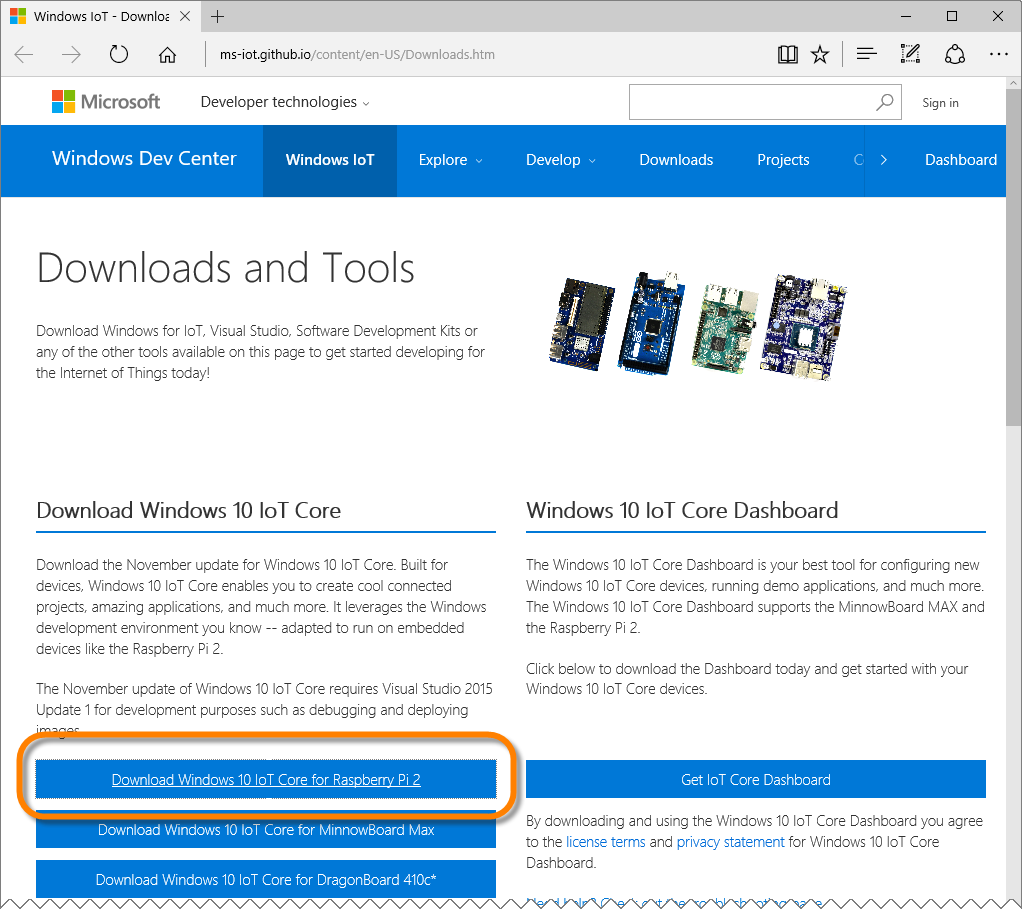 Windows IoT - Downloa
ms-iot.github.io/content/en-US/Downloads.htm
Microsoft
Developer technologies
Sign in
Windows Dev Center
Windows IoT
Explore
Develop
Downloads
Projects
C
Dashboard
Downloads and Tools
Download Windows for IoT, Visual Studio, Software Development Kits or
any of the other tools available on this page to get started developing for
the Internet of Things today!
Download Windows 10 IoT Core
Download the November update for Windows 10 IoT Core. Built for
devices, Windows 10 IoT Core enables you to create cool connected
projects, amazing applications, and much more. It leverages the Windows
development environment you know -- adapted to run on embedded
devices like the Raspberry Pi 2.
The November update of Windows 10 IoT Core requires Visual Studio 2015
Update 1 for development purposes such as debugging and deploying
images.
Download Windows 10 IoT Core for Raspberry Pi 2
Download Windows 10 IoT Core for MinnowBoard Max
Download Windows 10 IoT Core for DragonBoard 410c*
Windows 10 IoT Core Dashboard
The Windows 10 IoT Core Dashboard is your best tool for configuring new
Windows 10 IoT Core devices, running demo applications, and much more.
The Windows 10 IoT Core Dashboard supports the MinnowBoard MAX and
the Raspberry Pi 2.
Click below to download the Dashboard today and get started with your
Windows 10 IoT Core devices.
Get IoT Core Dashboard
By downloading and using the Windows 10 IoT Core Dashboard you agree
to the license terms and privacy statement for Windows 10 IoT Core
Dashboard.
Need help? Check out the troubleshooting page